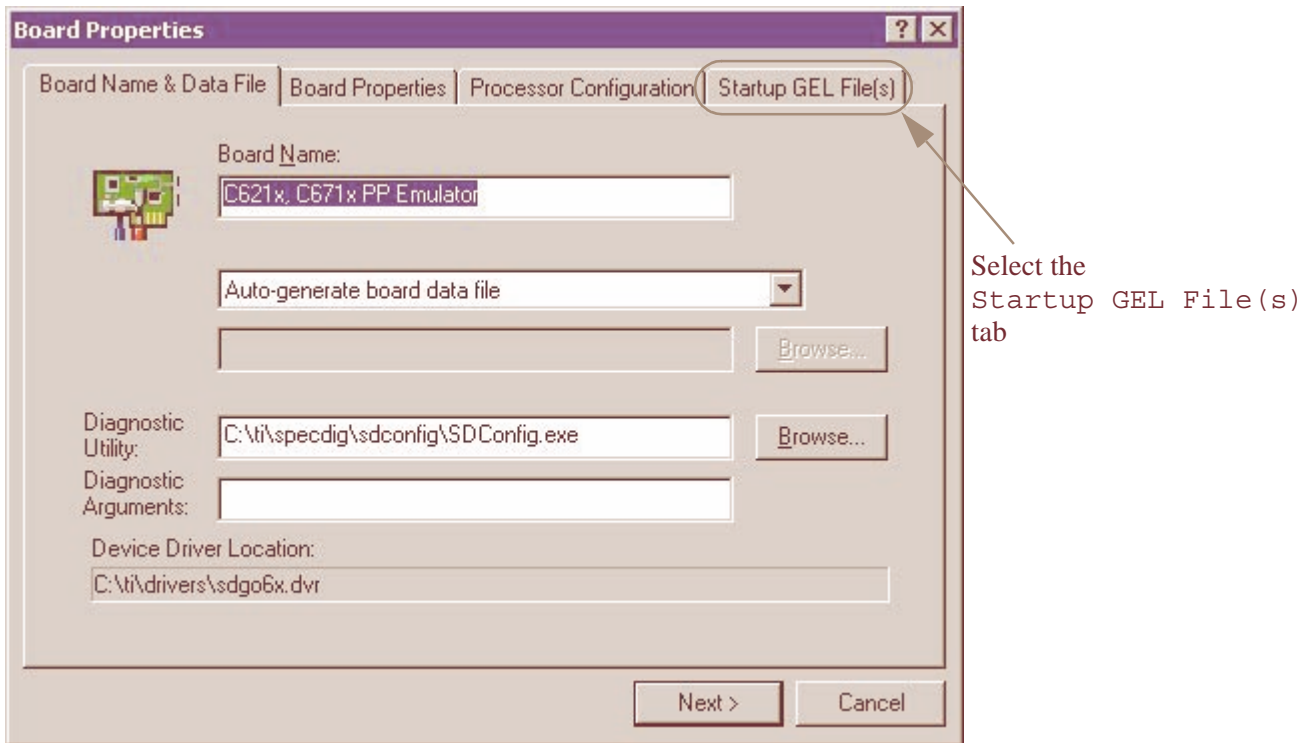 Board Properties
Board Name & Data File
Board Properties
Processor Configuration
Startup GEL File(s)
Board Name:
C621x, C671x PP Emulator
Auto-generate board data file
Browse...
Diagnostic
Utility:
C:\ti\specdig\sdconfig\SDConfig.exe
Browse...
Diagnostic
Arguments:
Device Driver Location:
C:\ti\drivers\sdgo6x.dvr
Next >
Cancel
Select the
Startup GEL File(s)
tab